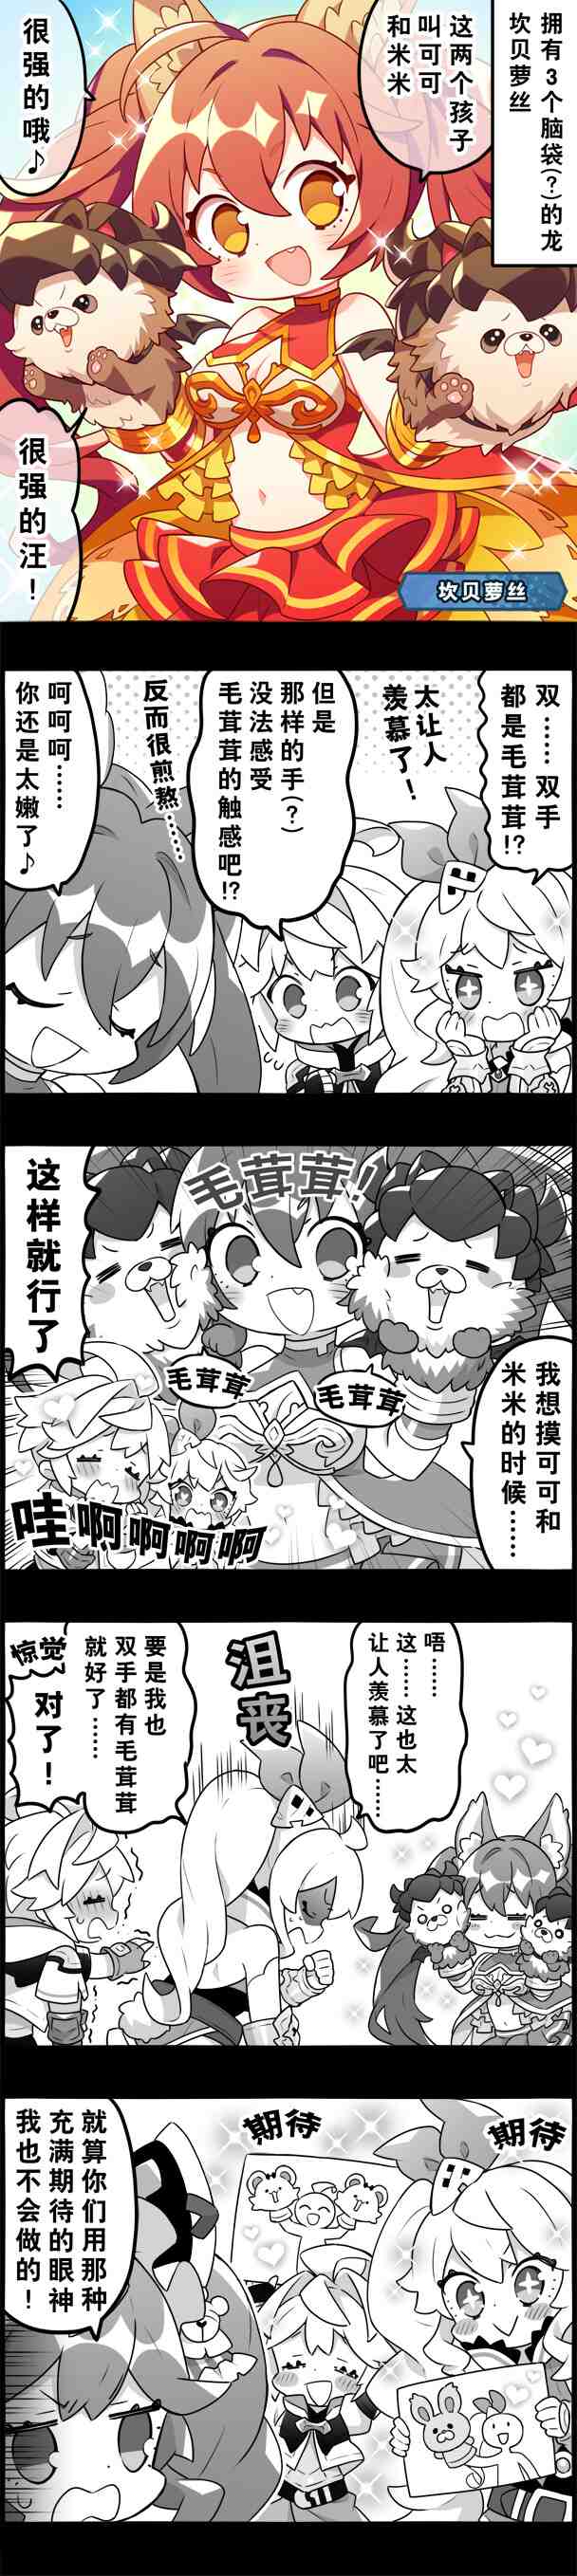 拥有3个脑袋(?)的龙
坎贝萝丝
这两个孩子
叫可可
和米米
很强的哦♪
很强的汪！
坎贝萝丝
双……双手
都是毛茸茸!?
太让人
羡慕了！
但是
那样的手(?)
没法感受
毛茸茸的触感吧!?
反而很煎熬……
呵呵呵……
你还是太嫩了♪
我想摸可可和
米米的时候……
毛茸茸!
毛茸茸
毛茸茸
这样就行了
哇啊啊啊啊
唔……
这……这也太
让人羡慕了吧……
沮丧
要是我也
双手都有毛茸茸
就好了……
惊觉
对了！
期待
期待
就算你们用那种
充满期待的眼神
我也不会做的！